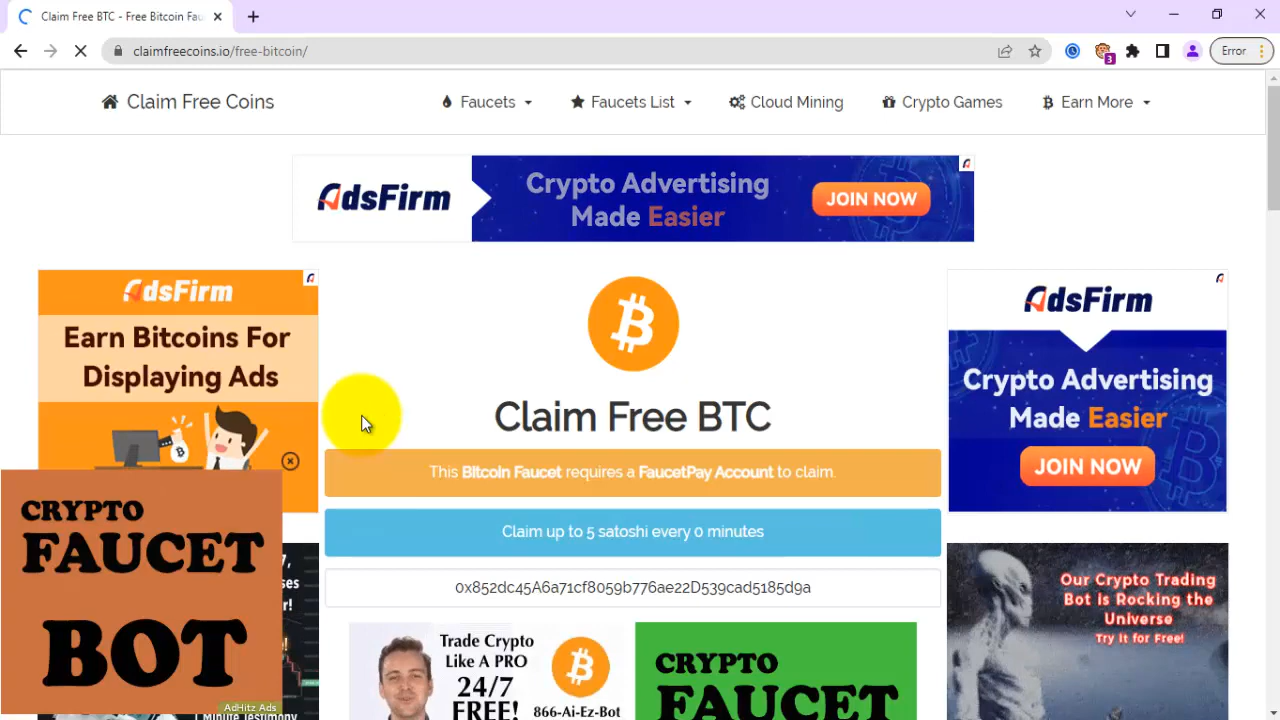 Claim Free BTC - Free Bitcoin Fau
claimfreecoins.io/free-bitcoin/
3
Error
Claim Free Coins
Faucets
Faucets List
Cloud Mining
Crypto Games
Earn More
AdsFirm
Crypto Advertising
Made Easier
JOIN NOW
AdsFirm
Earn Bitcoins For
Displaying Ads
Claim Free BTC
This Bitcoin Faucet requires a FaucetPay Account to claim.
Claim up to 5 satoshi every 0 minutes
0x852dc45A6a71cf8059b776ae22D539cad5185d9a
AdsFirm
Crypto Advertising
Made Easier
JOIN NOW
CRYPTO
FAUCET
BOT
AdHitz Ads
1 Minute Testimony
Trade Crypto
Like A PRO
24/7
FREE!
866-Ai-Ez-Bot
CRYPTO
FAUCET
Our Crypto Trading
Bot Is Rocking the
Universe
Try it for Free!